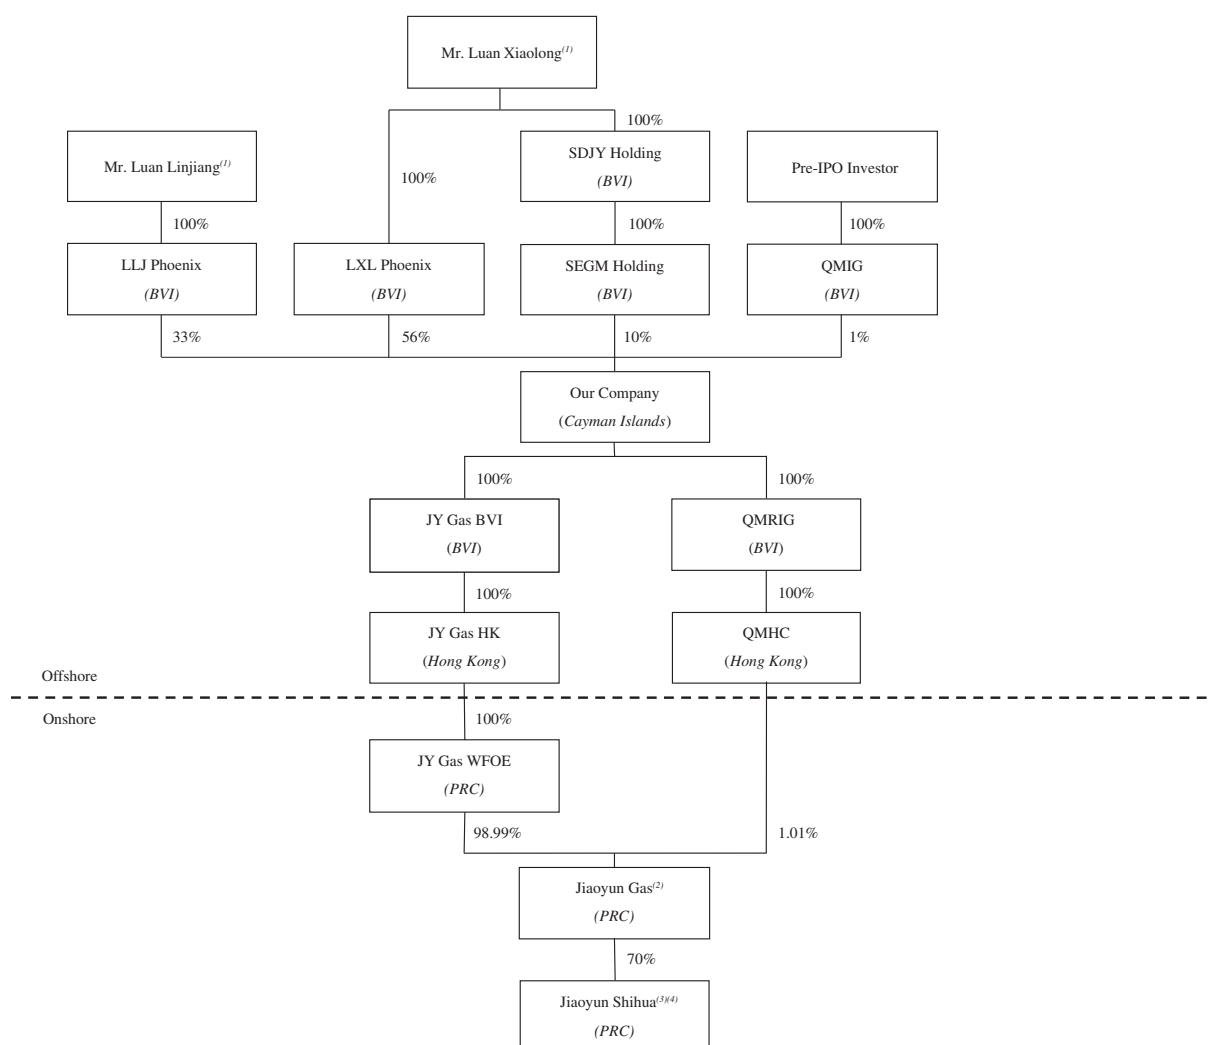 Mr. Luan Xiaolong(1)
100%
Mr. Luan Linjiang(1)
100%
SDJY Holding
(BVI)
Pre-IPO Investor
100%
100%
100%
LLJ Phoenix
(BVI)
LXL Phoenix
(BVI)
SEGM Holding
(BVI)
QMIG
(BVI)
33%
56%
10%
1%
Our Company
(Cayman Islands)
100%
100%
JY Gas BVI
(BVI)
QMRIG
(BVI)
100%
100%
JY Gas HK
(Hong Kong)
QMHC
(Hong Kong)
Offshore
Onshore
100%
JY Gas WFOE
(PRC)
98.99%
1.01%
Jiaoyun Gas(2)
(PRC)
70%
Jiaoyun Shihua(3)(4)
(PRC)